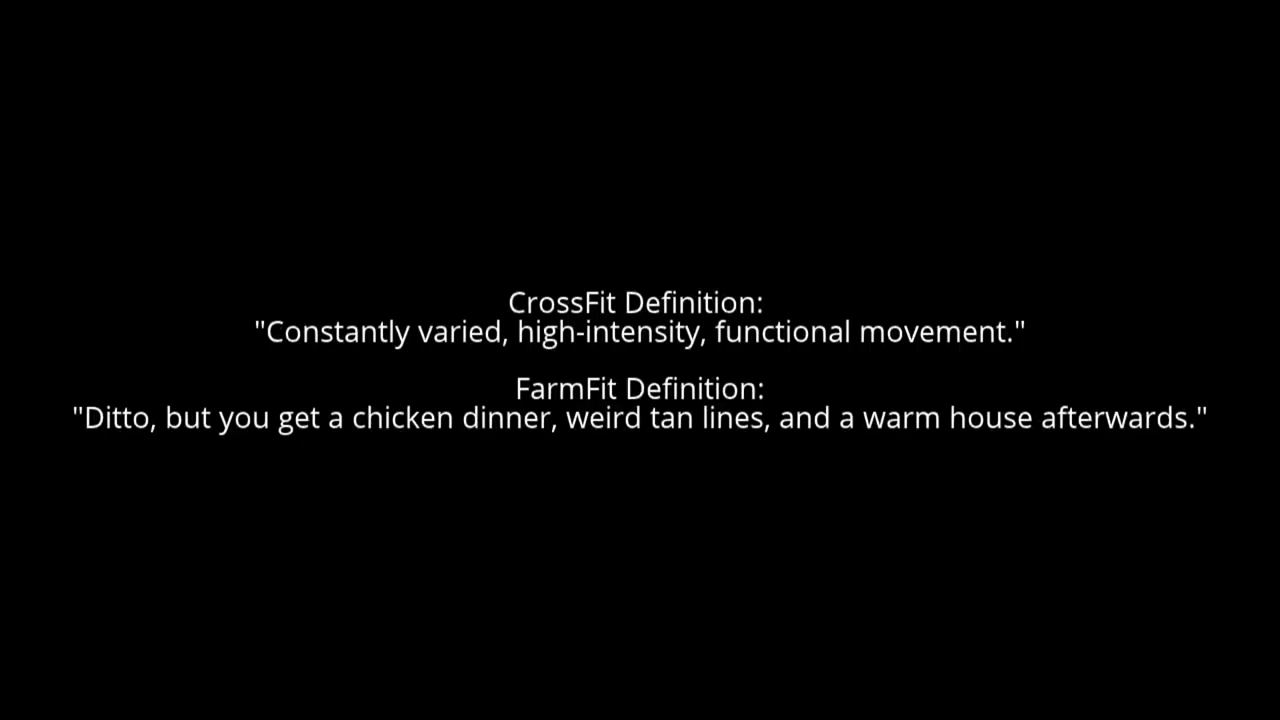 CrossFit Definition:
"Constantly varied, high-intensity, functional movement."
FarmFit Definition:
"Ditto, but you get a chicken dinner, weird tan lines, and a warm house afterwards."